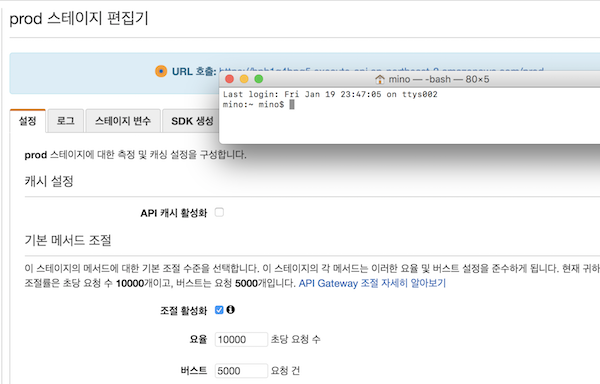 prod 스테이지 편집기
URL 호출:
mino — -bash — 80×5
Last login: Fri Jan 19 23:47:05 on ttys002
mino:~ mino$
설정 로그 스테이지 변수 SDK 생성
prod 스테이지에 대한 측정 및 캐싱 설정을 구성합니다.
캐시 설정
API 캐시 활성화
기본 메서드 조절
이 스테이지의 메서드에 대한 기본 조절 수준을 선택합니다. 이 스테이지의 각 메서드는 이러한 요율 및 버스트 설정을 준수하게 됩니다. 현재 귀하
조절률은 초당 요청 수 10000개이고, 버스트는 요청 5000개입니다. API Gateway 조절 자세히 알아보기
조절 활성화
요율 10000 초당 요청 수
버스트 5000 요청 건